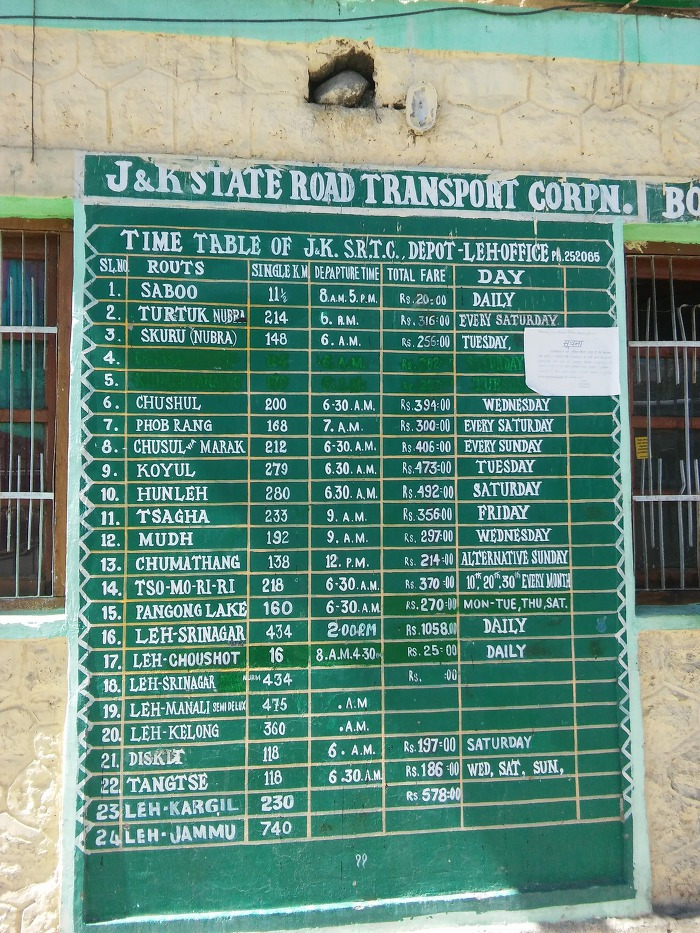 J&K STATE ROAD TRANSPORT CORPN.
BO
TIME TABLE OF J.K. S.R.T.C., DEPOT-LEH OFFICE PH.252085
SL.NO. ROUTS SINGLE K.M DEPAPTURE TIME TOTAL FARE DAY
1. SABOO 11½ 8 A.M. 5. P.M. Rs. 20=00 DAILY
2. TURTUK NUBRA 214 6. RM. Rs. 316=00 EVERY SATURDAY
3. SKURU (NUBRA) 148 6. A.M. Rs. 256=00 TUESDAY,
सूचना
4.
5.
6. CHUSHUL 200 6-30. A.M. Rs. 394=00 WEDNESDAY
7. PHOB RANG 168 7. A.M. Rs. 300=00 EVERY SATURDAY
8. CHUSUL MARAK 212 6-30. A.M. Rs. 406=00 EVERY SUNDAY
9. KOYUL 279 6.30. A.M. Rs. 473=00 TUESDAY
10. HUNLEH 280 6.30. A.M. Rs. 492=00 SATURDAY
11. TSAGHA 233 9. A.M. Rs. 356=00 FRIDAY
12. MUDH 192 9. A.M. Rs. 297=00 WEDNESDAY
13. CHUMATHANG 138 12. P.M. Rs. 214=00 ALTERNATIVE SUNDAY
14. TSO-MO-RI-RI 218 6-30. A.M. Rs. 370=00 10th 20th 30th EVERY MONTH
15. PANGONG LAKE 160 6-30. A.M. Rs. 270=00 MON-TUE, THU, SAT.
16. LEH-SRINAGAR 434 2=00PM Rs. 1058.00 DAILY
17. LEH-CHOUSHOT 16 8. A.M 4.30 Rs. 25=00 DAILY
18. LEH-SRINAGAR 434 Rs. =00
19. LEH-MANALI SEMI DELUX 475 . A.M
20. LEH-KELONG 360 . A.M.
21. DISKIT 118 6. A.M. Rs. 197=00 SATURDAY
22. TANGTSE 118 6.30. A.M. Rs. 186=00 WED, SAT, SUN,
23 LEH-KARGIL 230 Rs 578=00
24 LEH-JAMMU 740